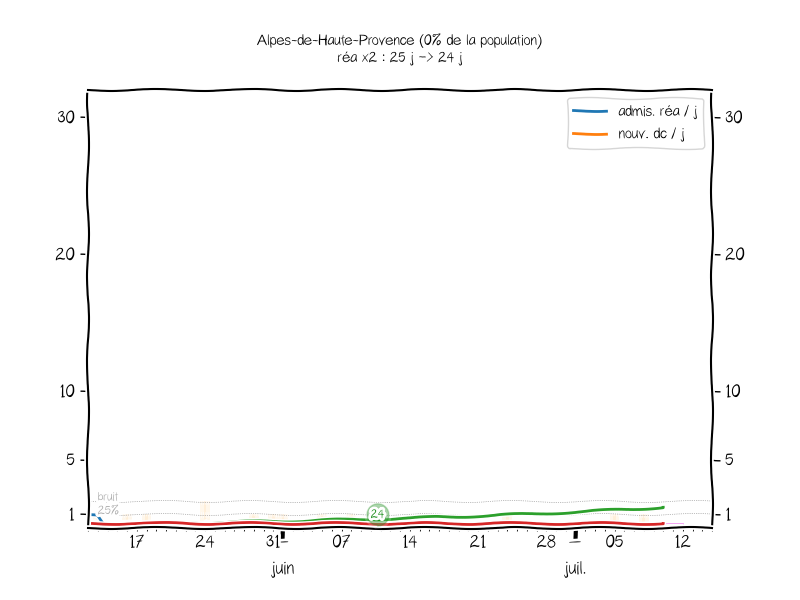 Alpes-de-Haute-Provence (0% de la population)
réa x2 : 25 j -> 24 j
admis. réa / j
nouv. dc / j
30 30
20 20
10 10
5 5
1 1
bruit
25%
24
17 24 31 07 14 21 28 05 12
juin juil.